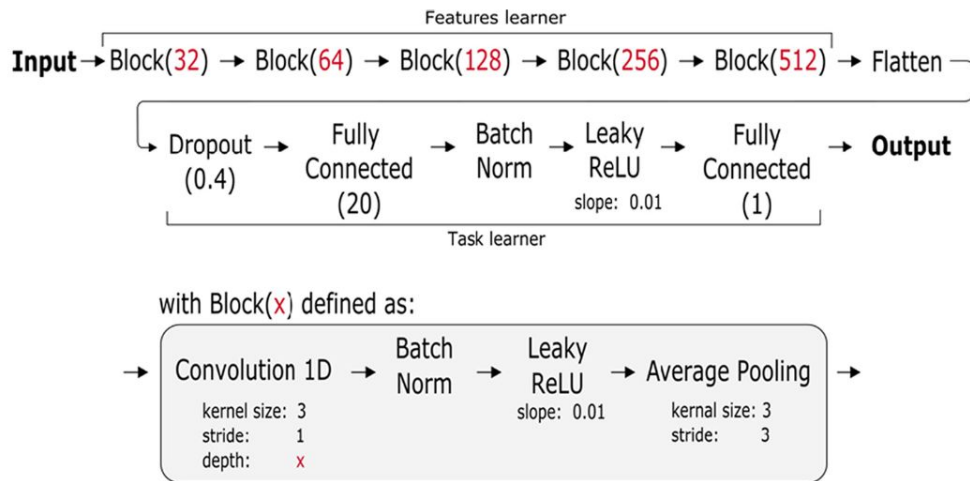 Features learner
Input → Block(32) → Block(64) → Block(128) → Block(256) → Block(512) → Flatten
Dropout (0.4) → Fully Connected (20) → Batch Norm → Leaky ReLU slope: 0.01 → Fully Connected (1) → Output
Task learner
with Block(x) defined as:
Convolution 1D
kernel size: 3
stride: 1
depth: x
Batch
Norm
Leaky
ReLU
slope: 0.01
Average Pooling
kernal size: 3
stride: 3